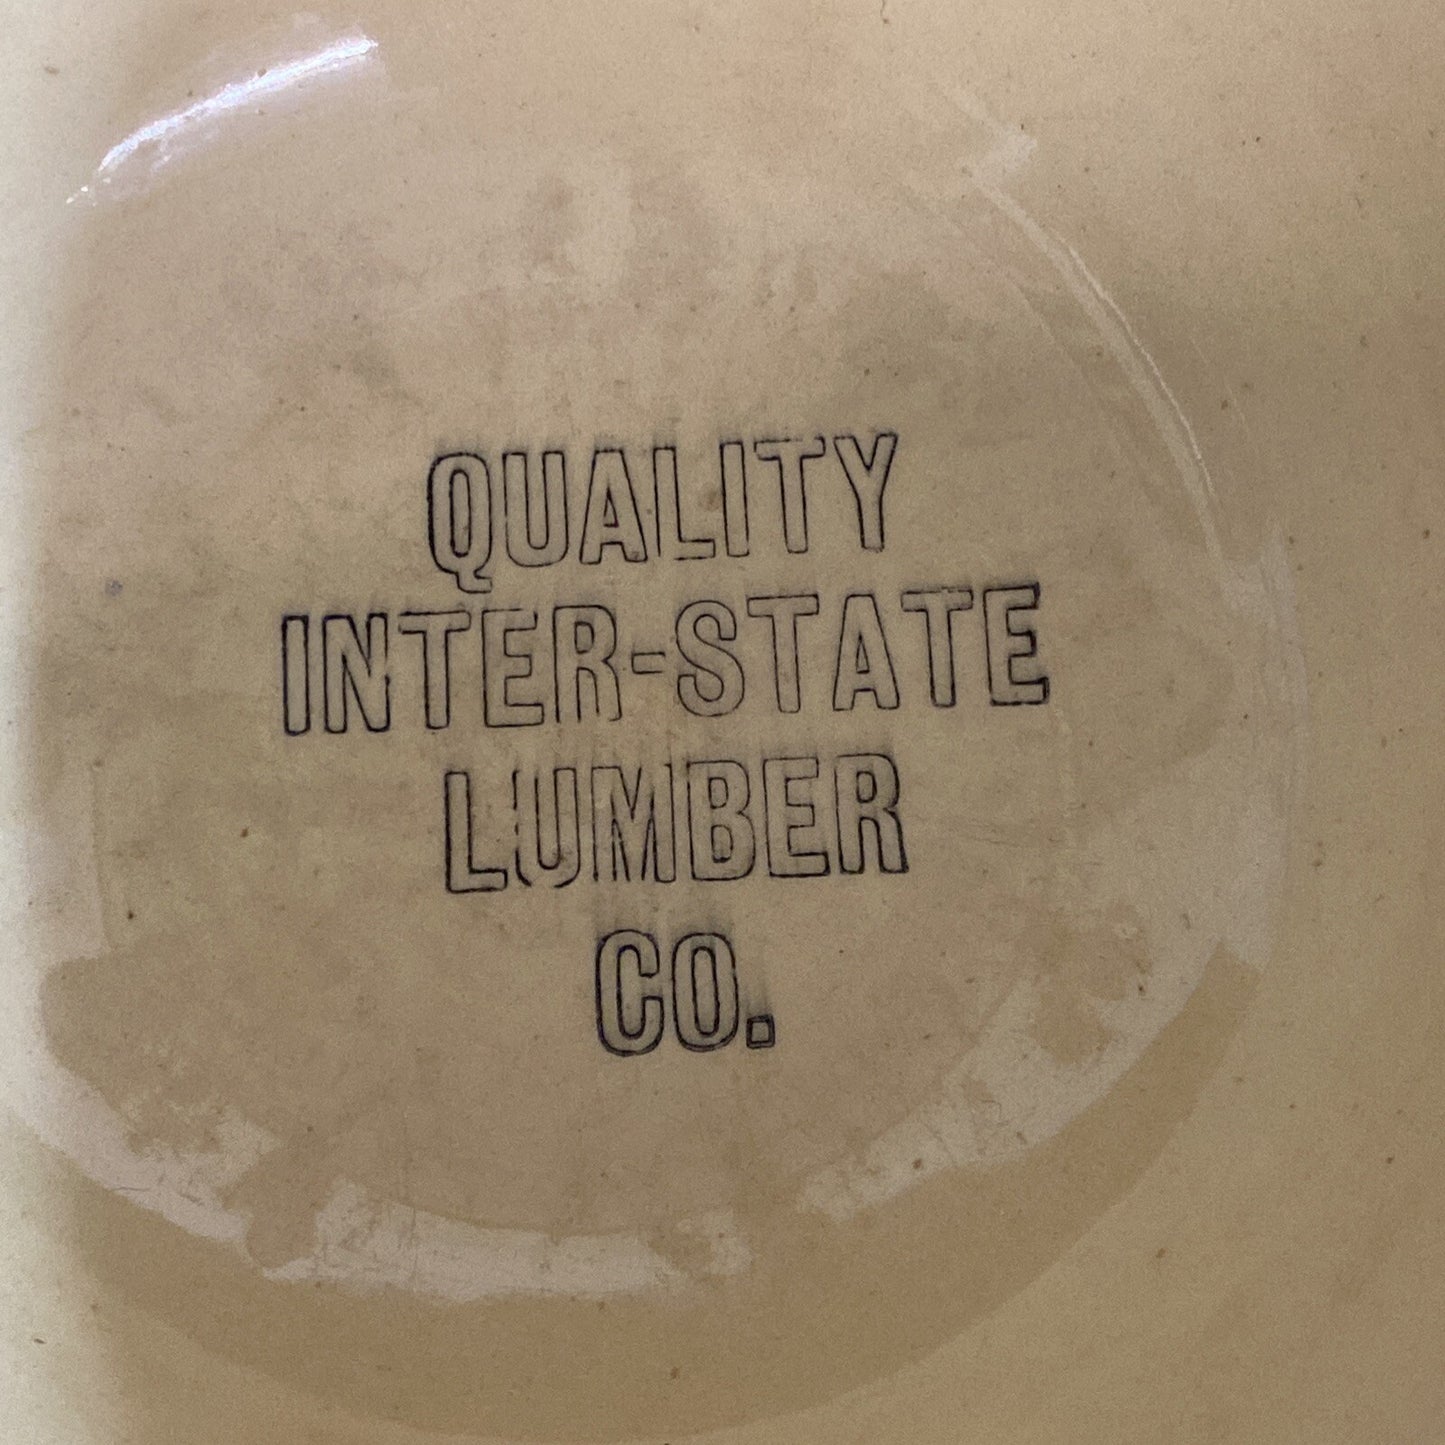 QUALITY
INTER-STATE
LUMBER
CO.